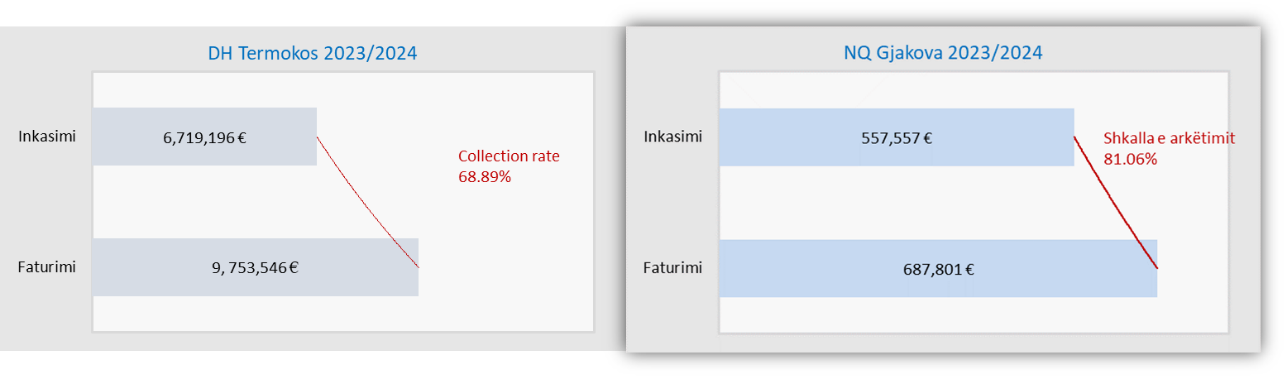 DH Termokos 2023/2024
Inkasimi
6,719,196 €
Collection rate
68.89%
Faturimi
9, 753,546 €
NQ Gjakova 2023/2024
Inkasimi
557,557 €
Shkalla e arkëtimit
81.06%
Faturimi
687,801 €